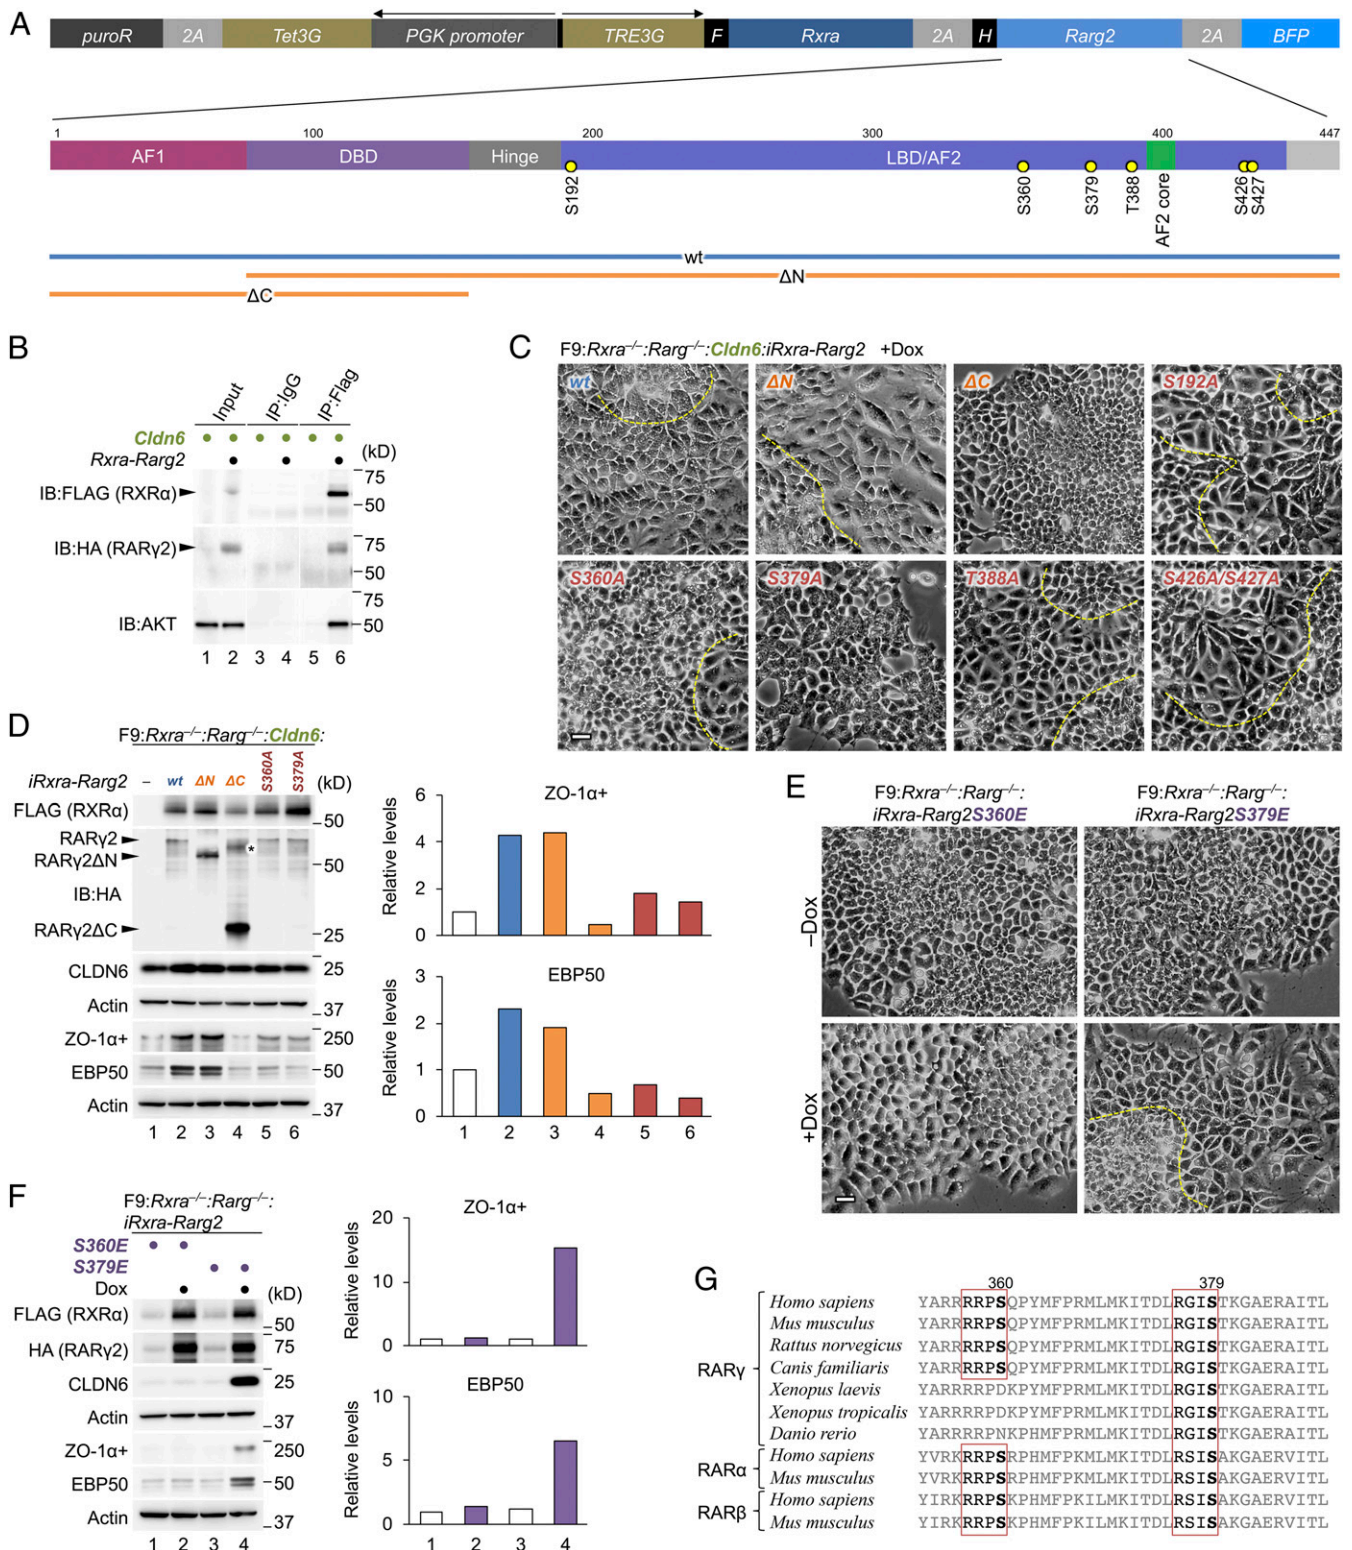 A
puroR 2A Tet3G PGK promoter TRE3G F Rxra 2A H Rarg2 2A BFP
1 100 200 300 400 447
AF1 DBD Hinge LBD/AF2
S192 S360 S379 T388 AF2 core S426 S427
wt
ΔN
ΔC
B
Input IP:IgG IP:Flag
Cldn6 (kD)
Rxra-Rarg2
IB:FLAG (RXRα) 75 50
IB:HA (RARγ2) 75 50
IB:AKT 75 50
1 2 3 4 5 6
C
F9:Rxra–/–:Rarg–/–:Cldn6:iRxra-Rarg2 +Dox
wt ΔN ΔC S192A
S360A S379A T388A S426A/S427A
D
F9:Rxra–/–:Rarg–/–:Cldn6:
iRxra-Rarg2 – wt ΔN ΔC S360A S379A (kD)
FLAG (RXRα) 50
RARγ2
RARγ2ΔN * 50
IB:HA
RARγ2ΔC 25
CLDN6 25
Actin 37
ZO-1α+ 250
EBP50 50
Actin 37
1 2 3 4 5 6
ZO-1α+
Relative levels
6
4
2
0
EBP50
Relative levels
3
2
1
0
1 2 3 4 5 6
E
F9:Rxra–/–:Rarg–/–:
iRxra-Rarg2S360E
F9:Rxra–/–:Rarg–/–:
iRxra-Rarg2S379E
–Dox
+Dox
F
F9:Rxra–/–:Rarg–/–:
iRxra-Rarg2
S360E
S379E
Dox (kD)
FLAG (RXRα) 50
HA (RARγ2) 75
CLDN6 25
Actin 37
ZO-1α+ 250
EBP50 50
Actin 37
1 2 3 4
ZO-1α+
Relative levels
20
10
0
EBP50
Relative levels
10
5
0
1 2 3 4
G
360 379
RARγ
Homo sapiens YARRRRPSQPYMFPRMLMKITDLRGISTKGAERAITL
Mus musculus YARRRRPSQPYMFPRMLMKITDLRGISTKGAERAITL
Rattus norvegicus YARRRRPSQPYMFPRMLMKITDLRGISTKGAERAITL
Canis familiaris YARRRRPSQPYMFPRMLMKITDLRGISTKGAERAITL
Xenopus laevis YARRRRPDKPYMFPRMLMKITDLRGISTKGAERAITL
Xenopus tropicalis YARRRRPDKPYMFPRMLMKITDLRGISTKGAERAITL
Danio rerio YARRRRPNKPYMFPRMLMKITDLRGISTKGAERAITL
RARα
Homo sapiens YVRKRRPSRPHMFPKMLMKITDLRSISAKGAERVITL
Mus musculus YVRKRRPSRPHMFPKMLMKITDLRSISAKGAERVITL
RARβ
Homo sapiens YIRKRRPSKPHMFPKILMKITDLRSISAKGAERVITL
Mus musculus YIRKRRPSKPHMFPKILMKITDLRSISAKGAERVITL